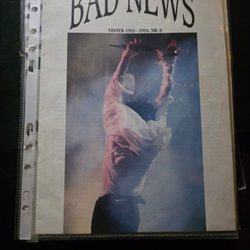 BAD NEWS
VINTER 1993 - 1994. NR. 8